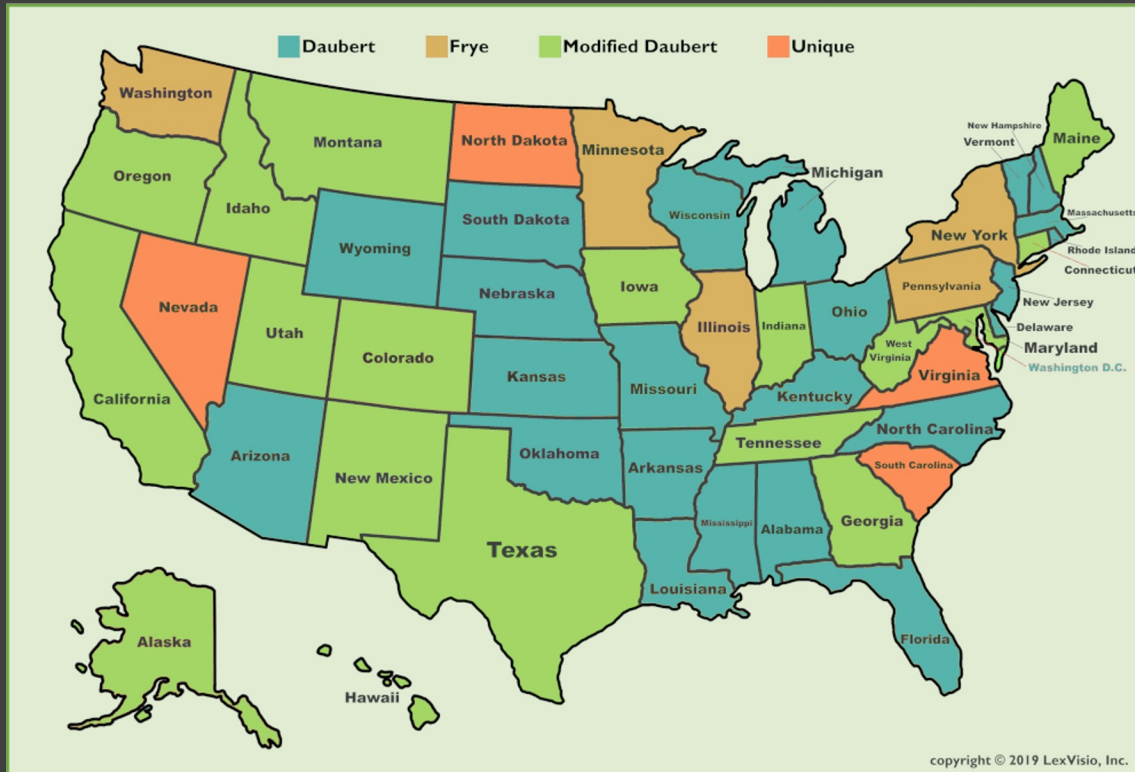 Daubert
Frye
Modified Daubert
Unique
Washington
Montana
North Dakota
Minnesota
New Hampshire
Vermont
Maine
Oregon
Idaho
Michigan
South Dakota
Wisconsin
Massachusetts
Wyoming
New York
Rhode Island
Connecticut
Nevada
Nebraska
Iowa
Pennsylvania
New Jersey
Utah
Colorado
Illinois
Indiana
Ohio
Delaware
West
Virginia
Maryland
Washington D.C.
California
Kansas
Missouri
Kentucky
Virginia
Arizona
Oklahoma
Tennessee
North Carolina
New Mexico
Arkansas
South Carolina
Texas
Mississippi
Alabama
Georgia
Louisiana
Alaska
Florida
Hawaii
copyright © 2019 LexVisio, Inc.